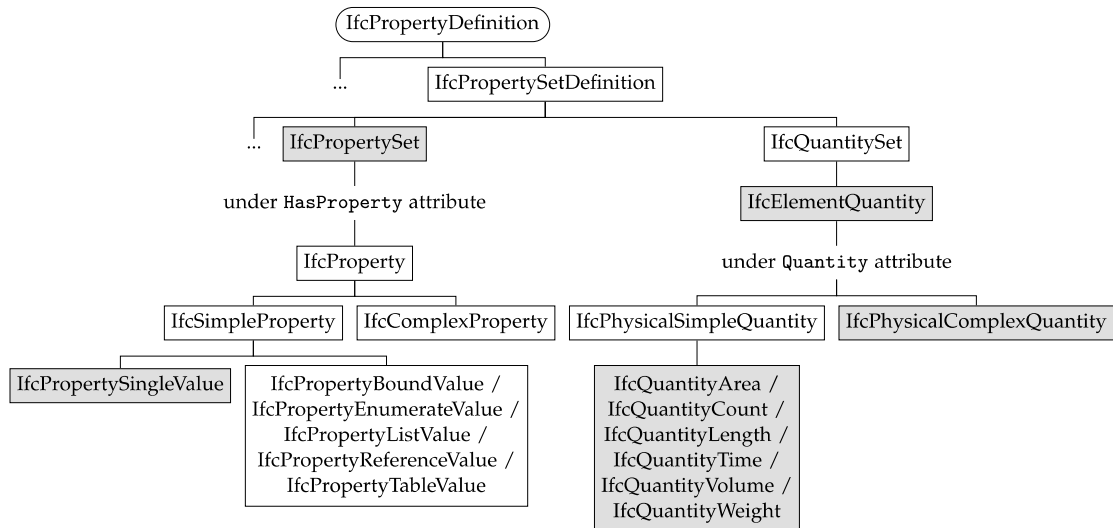 IfcPropertyDefinition
...
IfcPropertySetDefinition
...
IfcPropertySet
IfcQuantitySet
under HasProperty attribute
IfcElementQuantity
IfcProperty
under Quantity attribute
IfcSimpleProperty
IfcComplexProperty
IfcPhysicalSimpleQuantity
IfcPhysicalComplexQuantity
IfcPropertySingleValue
IfcPropertyBoundValue /
IfcPropertyEnumerateValue /
IfcPropertyListValue /
IfcPropertyReferenceValue /
IfcPropertyTableValue
IfcQuantityArea /
IfcQuantityCount /
IfcQuantityLength /
IfcQuantityTime /
IfcQuantityVolume /
IfcQuantityWeight